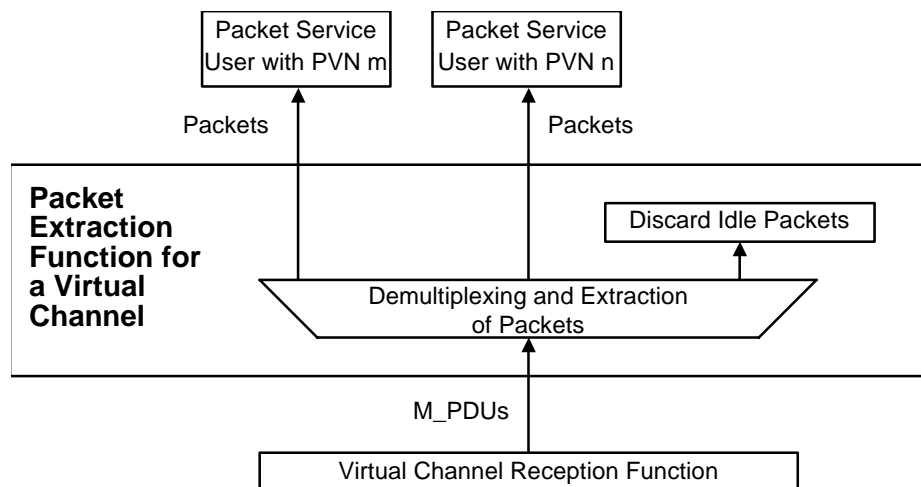 Packet Service
User with PVN m
Packet Service
User with PVN n
Packets
Packets
Packet
Extraction
Function for
a Virtual
Channel
Discard Idle Packets
Demultiplexing and Extraction
of Packets
M_PDUs
Virtual Channel Reception Function